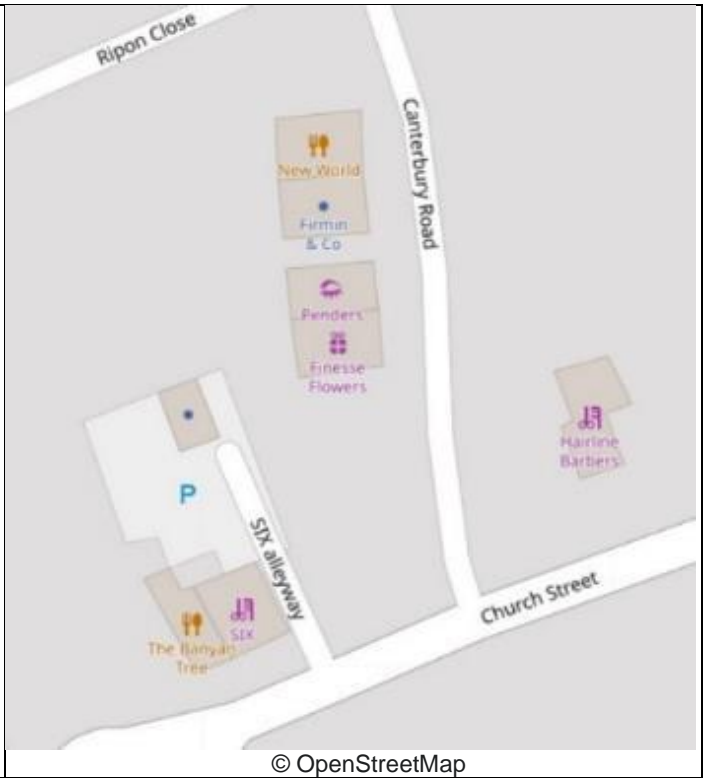 Ripon Close
Canterbury Road
New World
Firmin
& Co
Penders
Finesse
Flowers
Hairline
Barbers
P
SIX alleyway
Church Street
SIX
The Banyan
Tree
© OpenStreetMap